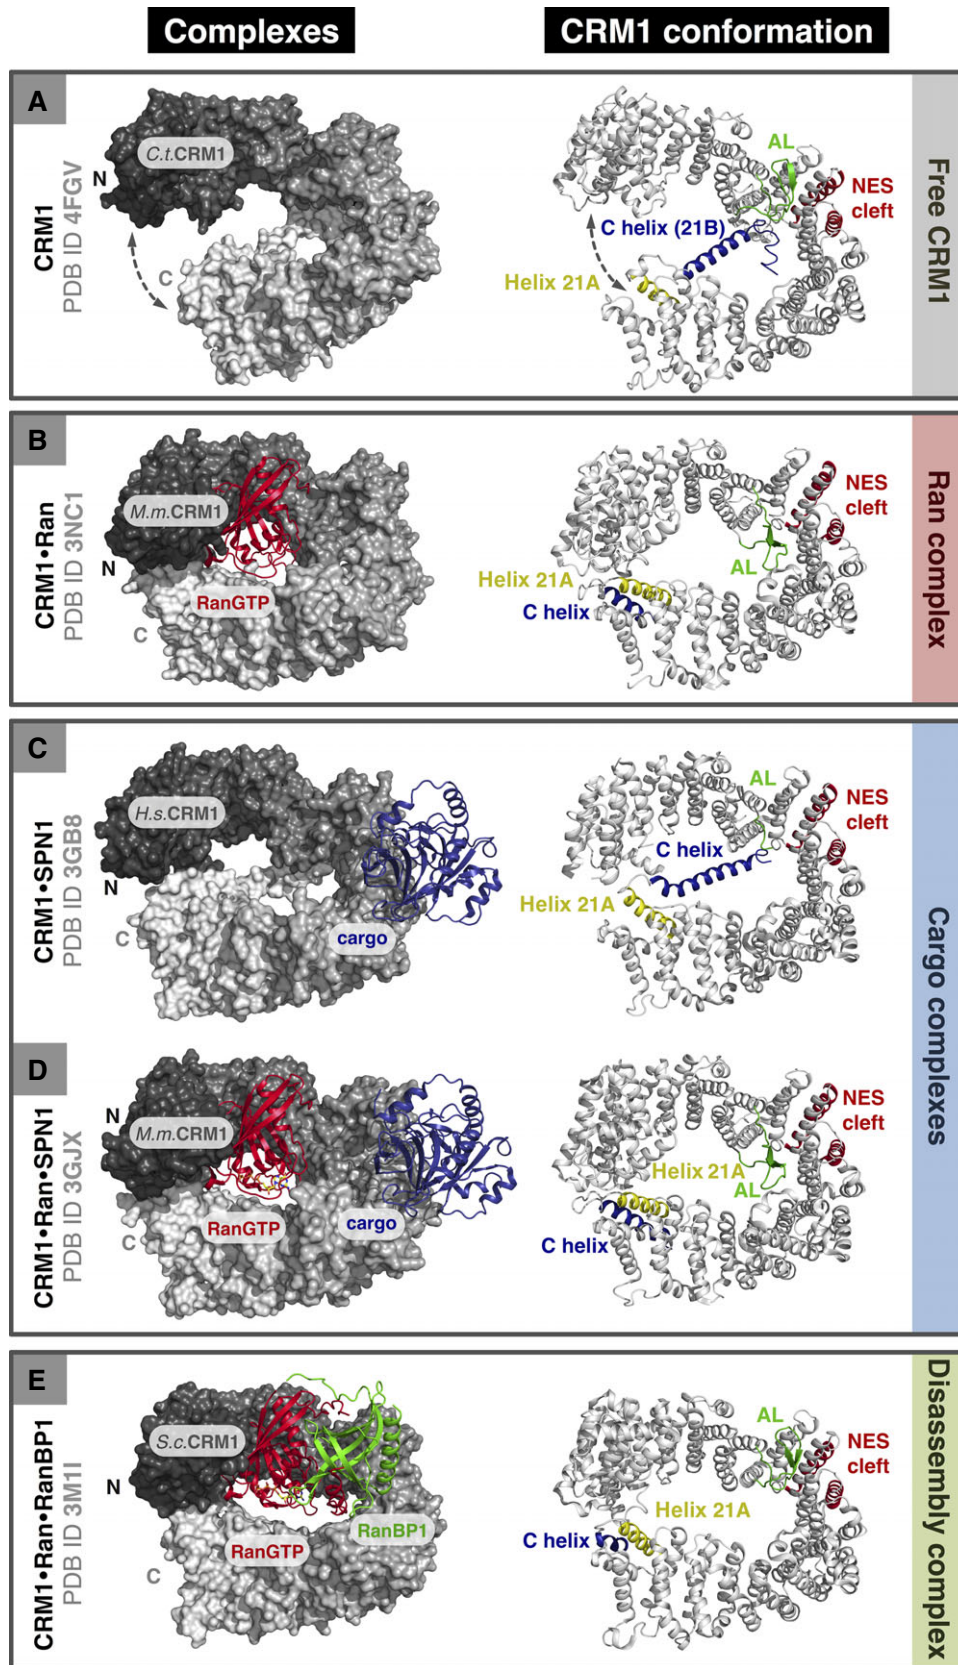 Complexes
CRM1 conformation
A
CRM1
PDB ID 4FGV
C.t.CRM1
N
C
AL
NES
cleft
C helix (21B)
Helix 21A
Free CRM1
B
CRM1•Ran
PDB ID 3NC1
M.m.CRM1
N
C
RanGTP
NES
cleft
AL
Helix 21A
C helix
Ran complex
C
CRM1•SPN1
PDB ID 3GB8
H.s.CRM1
N
C
cargo
AL
NES
cleft
C helix
Helix 21A
Cargo complexes
D
CRM1•Ran•SPN1
PDB ID 3GJX
N
M.m.CRM1
C
RanGTP
cargo
NES
cleft
Helix 21A
AL
C helix
E
CRM1•Ran•RanBP1
PDB ID 3M1I
S.c.CRM1
N
C
RanGTP
RanBP1
AL
NES
cleft
Helix 21A
C helix
Disassembly complex